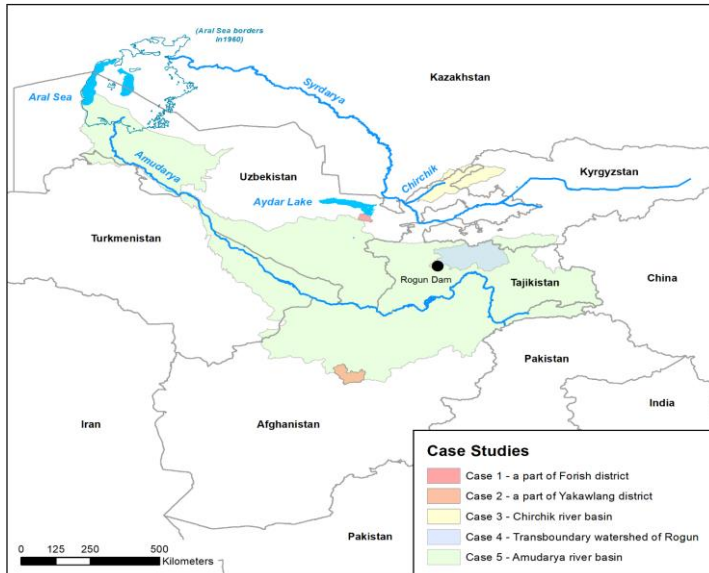 (Aral Sea borders
in1960)
Kazakhstan
Aral Sea
Syrdarya
Chirchik
Kyrgyzstan
Uzbekistan
Amudarya
Aydar Lake
Turkmenistan
Rogun Dam
Tajikistan
China
Pakistan
India
Iran
Afghanistan
Pakistan
Case Studies
Case 1 - a part of Forish district
Case 2 - a part of Yakawlang district
Case 3 - Chirchik river basin
Case 4 - Transboundary watershed of Rogun
Case 5 - Amudarya river basin
0 125 250 500
Kilometers